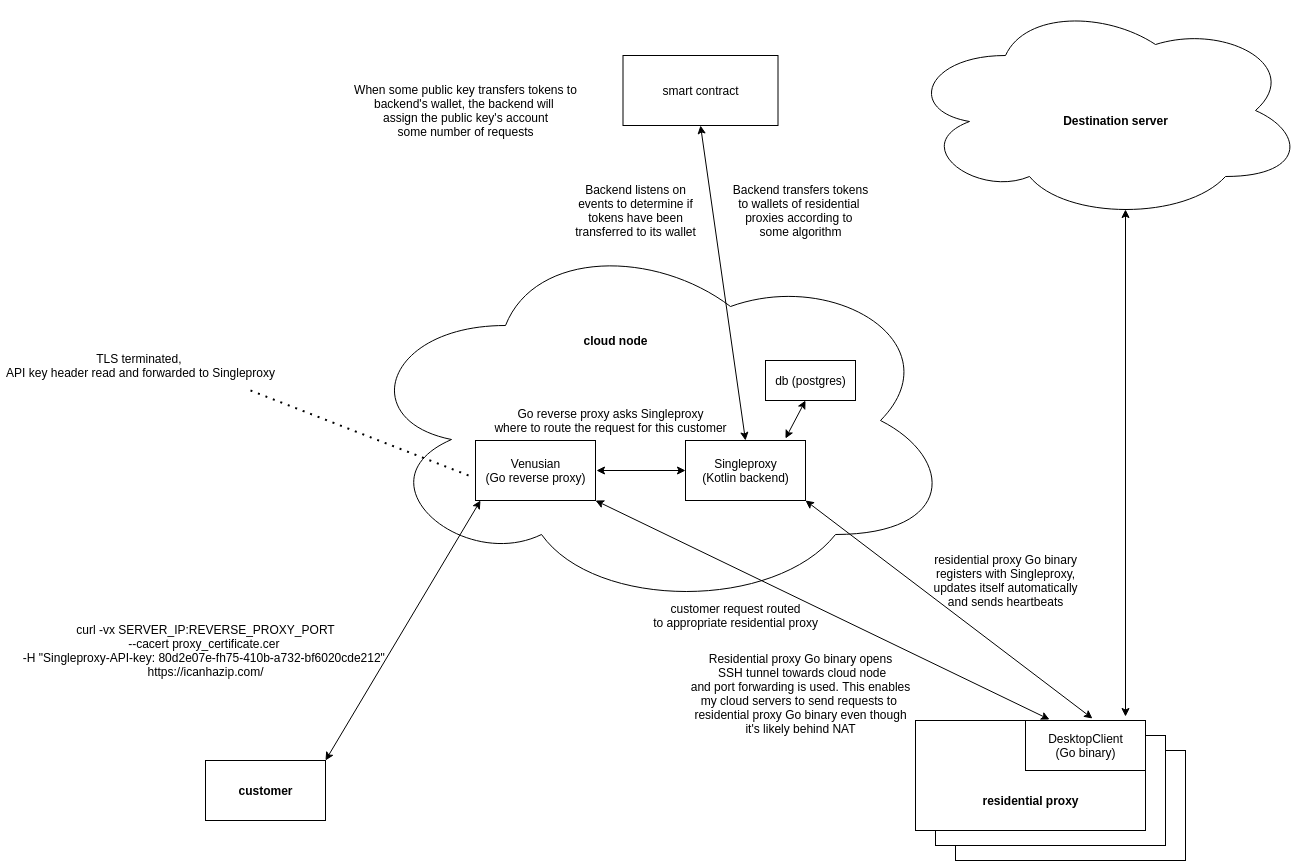 When some public key transfers tokens to
backend's wallet, the backend will
assign the public key's account
some number of requests
smart contract
Destination server
Backend listens on
events to determine if
tokens have been
transferred to its wallet
Backend transfers tokens
to wallets of residential
proxies according to
some algorithm
cloud node
TLS terminated,
API key header read and forwarded to Singleproxy
db (postgres)
Go reverse proxy asks Singleproxy
where to route the request for this customer
Venusian
(Go reverse proxy)
Singleproxy
(Kotlin backend)
residential proxy Go binary
registers with Singleproxy,
updates itself automatically
and sends heartbeats
customer request routed
to appropriate residential proxy
curl -vx SERVER_IP:REVERSE_PROXY_PORT
--cacert proxy_certificate.cer
-H "Singleproxy-API-key: 80d2e07e-fh75-410b-a732-bf6020cde212"
https://icanhazip.com/
Residential proxy Go binary opens
SSH tunnel towards cloud node
and port forwarding is used. This enables
my cloud servers to send requests to
residential proxy Go binary even though
it's likely behind NAT
DesktopClient
(Go binary)
residential proxy
customer